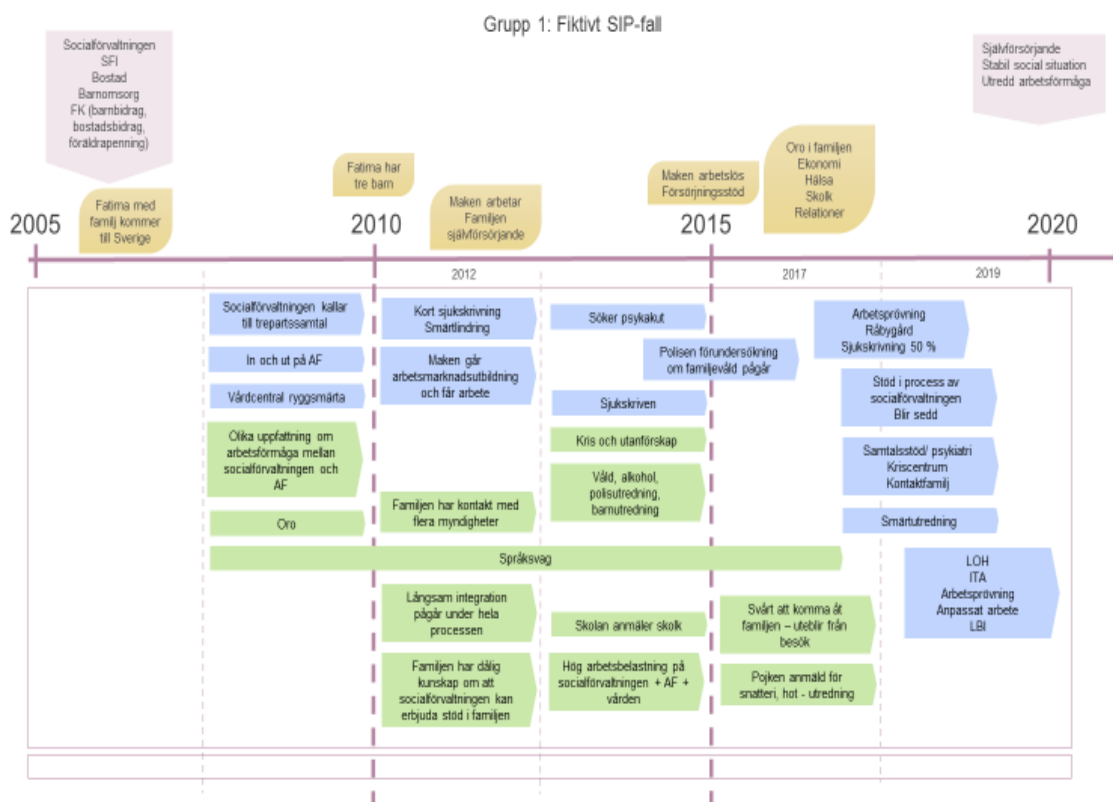 Grupp 1: Fiktivt SIP-fall
Socialförvaltningen
SFI
Bostad
Barnomsorg
FK (barnbidrag,
bostadsbidrag,
föräldrapenning)
Självförsörjande
Stabil social situation
Utredd arbetsförmåga
Fatima med
familj kommer
till Sverige
Fatima har
tre barn
Maken arbetar
Familjen
självförsörjande
Maken arbetslös
Försörjningsstöd
Oro i familjen
Ekonomi
Hälsa
Skolk
Relationer
2005
2010
2015
2020
2012
2017
2019
Socialförvaltningen kallar
till trepartssamtal
In och ut på AF
Vårdcentral ryggsmärta
Olika uppfattning om
arbetsförmåga mellan
socialförvaltningen och
AF
Oro
Kort sjukskrivning
Smärtlindring
Maken går
arbetsmarknadsutbildning
och får arbete
Familjen har kontakt med
flera myndigheter
Söker psykakut
Polisen förundersökning
om familjevåld pågår
Sjukskriven
Kris och utanförskap
Våld, alkohol,
polisutredning,
barnutredning
Arbetsprövning
Råbygård
Sjukskrivning 50 %
Stöd i process av
socialförvaltningen
Blir sedd
Samtalsstöd/ psykiatri
Kriscentrum
Kontaktfamilj
Smärtutredning
Språksvag
Långsam integration
pågår under hela
processen
Familjen har dålig
kunskap om att
socialförvaltningen kan
erbjuda stöd i familjen
Skolan anmäler skolk
Hög arbetsbelastning på
socialförvaltningen + AF +
vården
Svårt att komma åt
familjen – uteblir från
besök
Pojken anmäld för
snatteri, hot - utredning
LOH
ITA
Arbetsprövning
Anpassat arbete
LBI